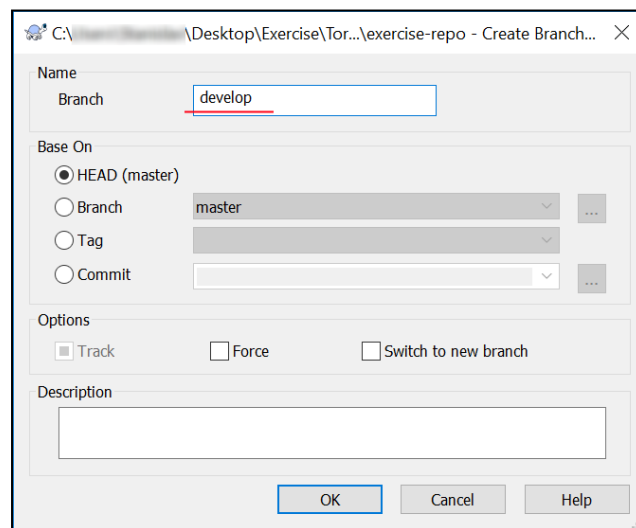 C:\ \Desktop\Exercise\Tor...\exercise-repo - Create Branch...
Name
Branch develop
Base On
HEAD (master)
Branch master ...
Tag
Commit ...
Options
Track Force Switch to new branch
Description
OK Cancel Help